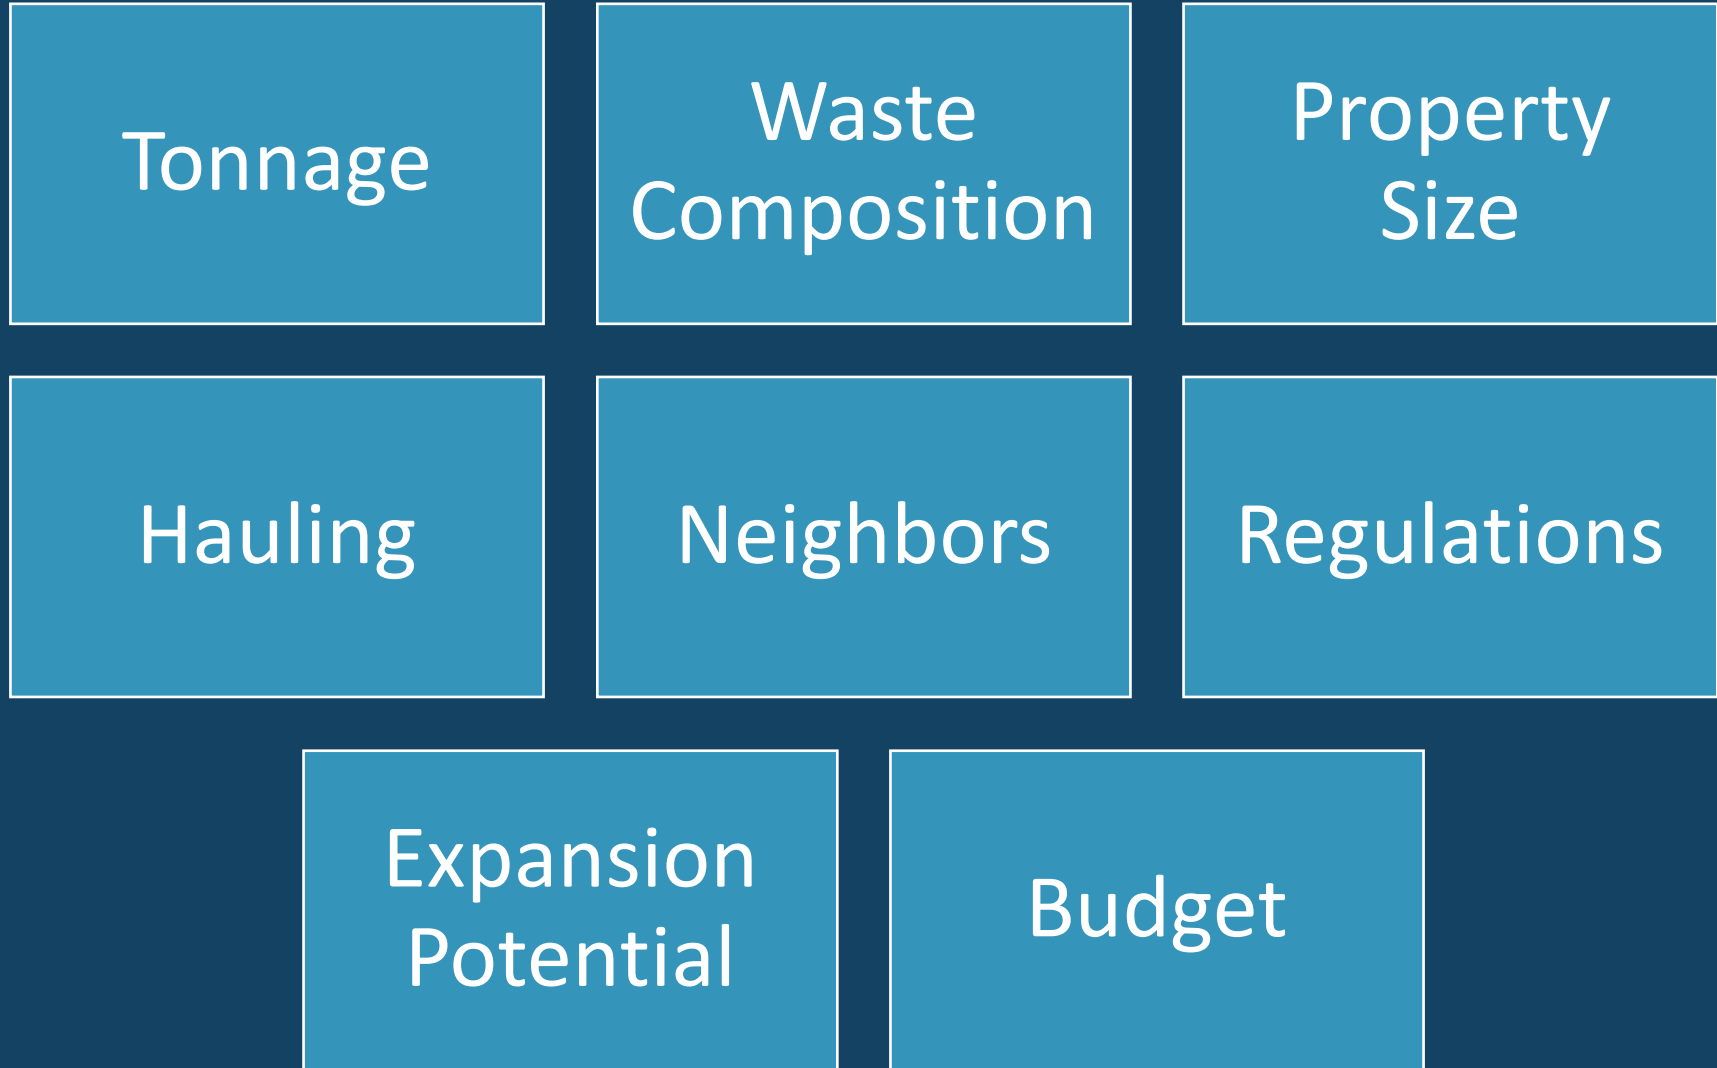 Tonnage
Waste
Composition
Property
Size
Hauling
Neighbors
Regulations
Expansion
Potential
Budget